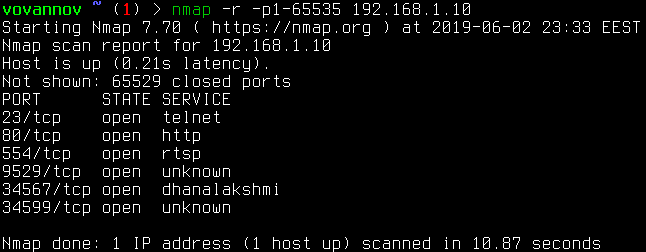 vovannov ~ (1) > nmap -r -p1-65535 192.168.1.10
Starting Nmap 7.70 ( https://nmap.org ) at 2019-06-02 23:33 EEST
Nmap scan report for 192.168.1.10
Host is up (0.21s latency).
Not shown: 65529 closed ports
PORT      STATE SERVICE
23/tcp    open  telnet
80/tcp    open  http
554/tcp   open  rtsp
9529/tcp  open  unknown
34567/tcp open  dhanalakshmi
34599/tcp open  unknown
Nmap done: 1 IP address (1 host up) scanned in 10.87 seconds